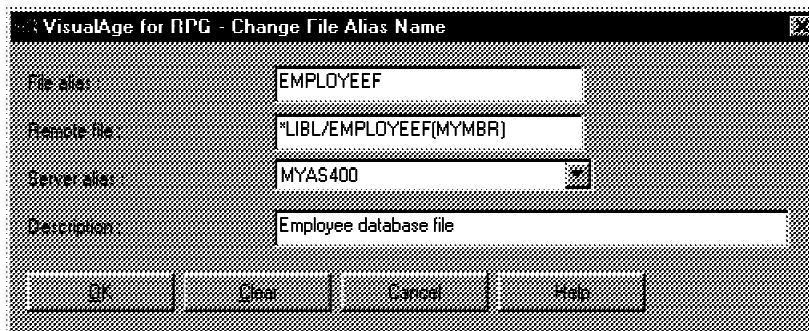 VisualAge for RPG - Change File Alias Name
File alias: EMPLOYEEF
Remote file: *LIBL/EMPLOYEEF(MYMBR)
Server alias: MYAS400
Description: Employee database file
OK Clear Cancel Help